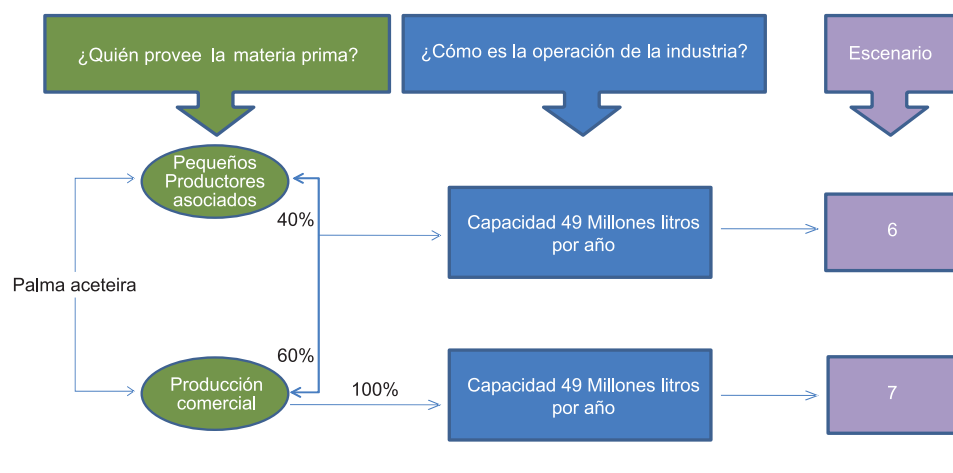 ¿Quién provee la materia prima?
¿Cómo es la operación de la industria?
Escenario
Pequeños
Productores
asociados
40%
Capacidad 49 Millones litros
por año
6
Palma aceteira
60%
Producción
comercial
100%
Capacidad 49 Millones litros
por año
7